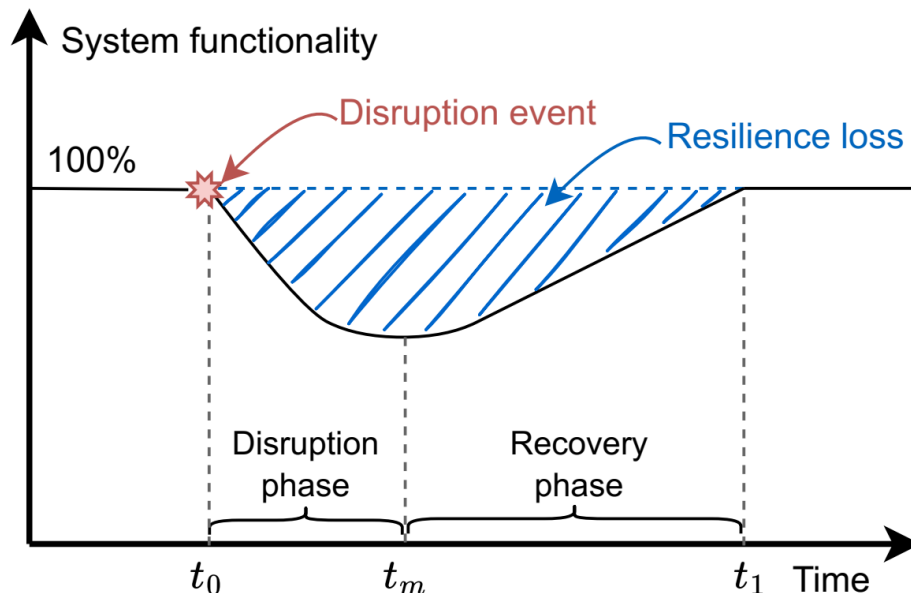 System functionality
Disruption event
Resilience loss
100%
Disruption
phase
Recovery
phase
t₀
tₘ
t₁
Time